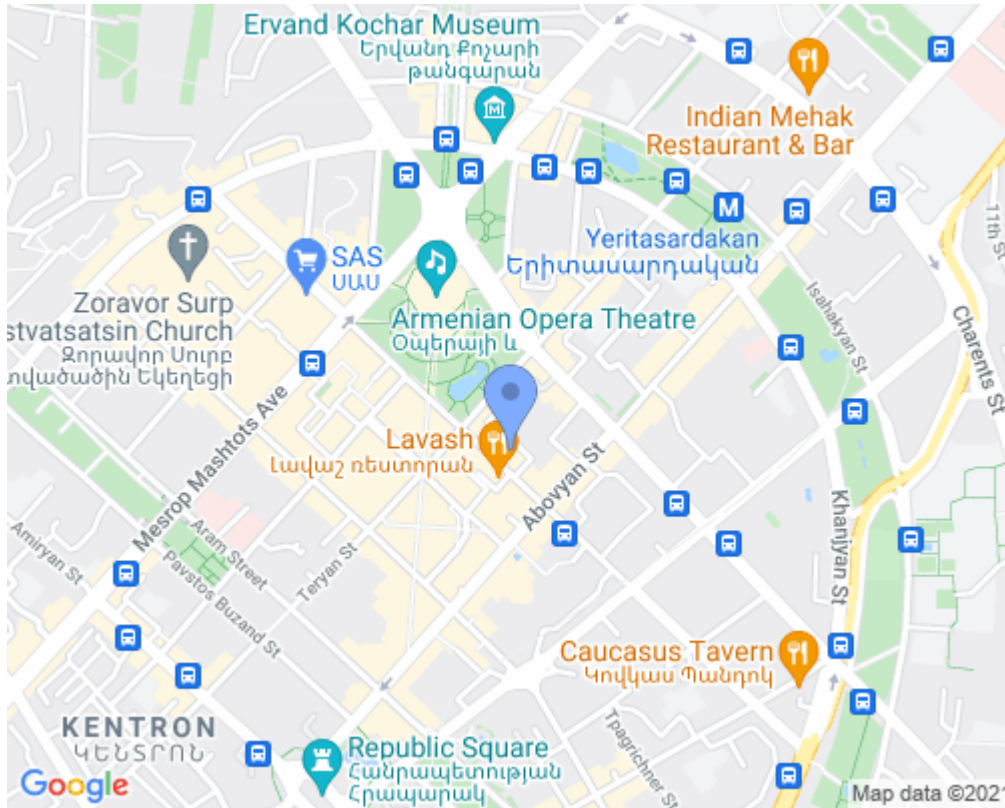 Ervand Kochar Museum
Երվանդ Քոչարի
թանգարան
Indian Mehak
Restaurant & Bar
M
Yeritasardakan
Երիտասարդական
11th St
SAS
ՍԱՍ
Zoravor Surp
stvatsatsin Church
Զորավոր Սուրբ
տվածածին Եկեղեցի
Armenian Opera Theatre
Օպերայի և
Isahakyan St
Charents St
Mesrop Mashtots Ave
Lavash
Լավաշ ռեստորան
Abovyan St
Khanjyan St
Amiryan St
Aram Street
Pavstos Buzand St
Teryan St
Caucasus Tavern
Կովկաս Պանդոկ
Tpagrichner St
KENTRON
ԿԵՆՏՐՈՆ
Republic Square
Հանրապետության
Հրապարակ
Google
Map data ©202